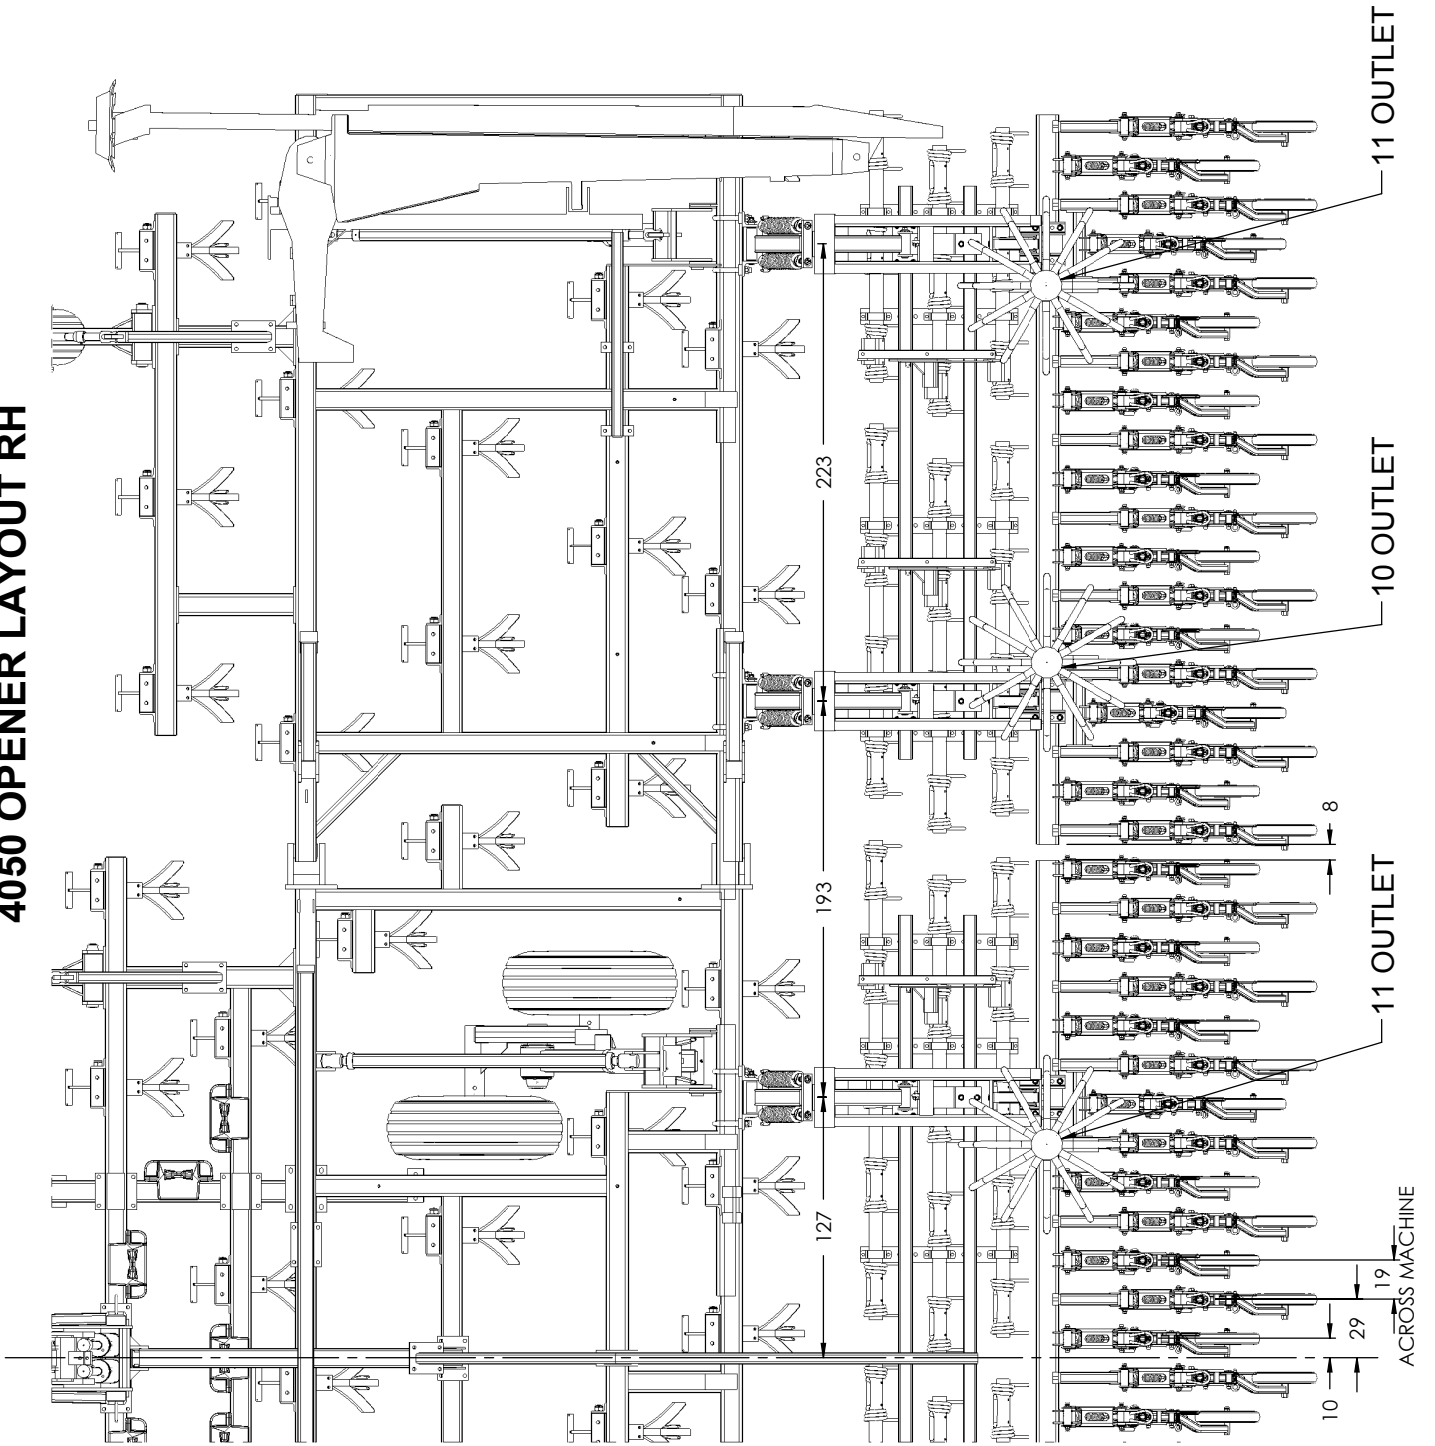 4050 OPENER LAYOUT RH
11 OUTLET
10 OUTLET
11 OUTLET
223
193
127
8
19
29
10
ACROSS MACHINE